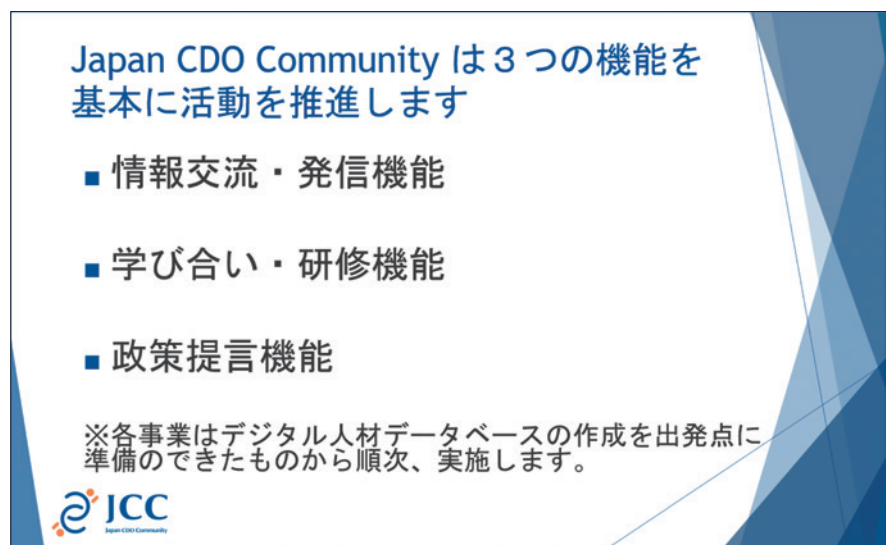 Japan CDO Community は３つの機能を
基本に活動を推進します
■ 情報交流・発信機能
■ 学び合い・研修機能
■ 政策提言機能
※各事業はデジタル人材データベースの作成を出発点に
準備のできたものから順次、実施します。
JCC
Japan CDO Community